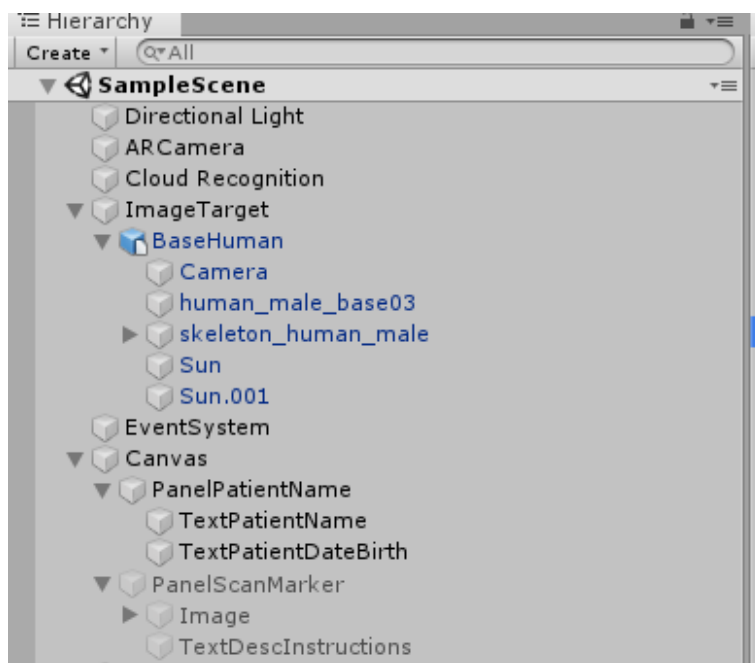 Hierarchy
Create All
SampleScene
Directional Light
ARCamera
Cloud Recognition
ImageTarget
BaseHuman
Camera
human_male_base03
skeleton_human_male
Sun
Sun.001
EventSystem
Canvas
PanelPatientName
TextPatientName
TextPatientDateBirth
PanelScanMarker
Image
TextDescInstructions